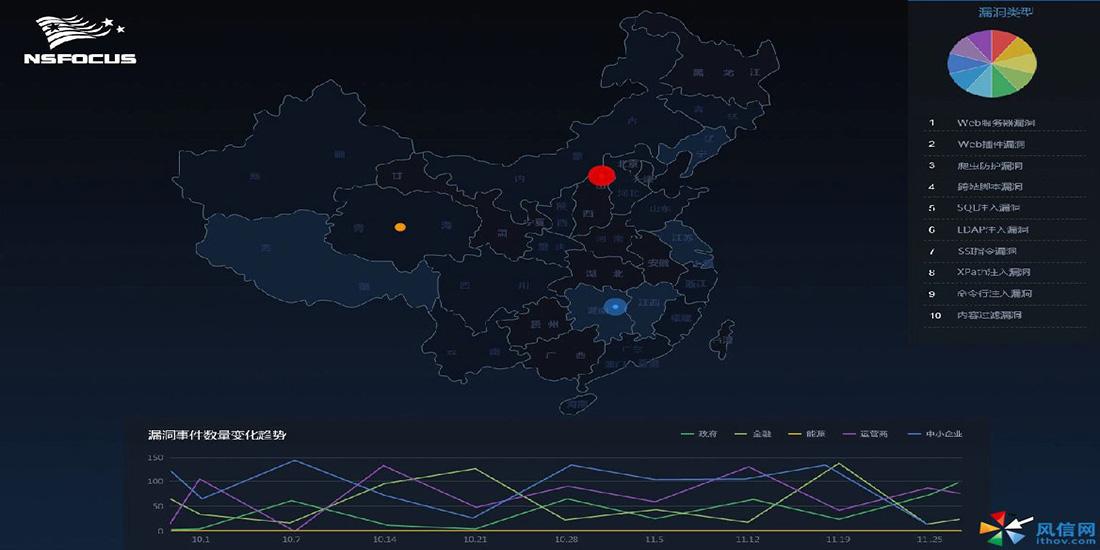 NSFOCUS
漏洞类型
1 Web服务器漏洞
2 Web插件漏洞
3 爬虫防护漏洞
4 跨站脚本漏洞
5 SQL注入漏洞
6 LDAP注入漏洞
7 SSI指令漏洞
8 XPath注入漏洞
9 命令行注入漏洞
10 内容过滤漏洞
黑 龙 江
吉 林
辽 宁
内 蒙 古
新 疆
甘 肃
北京
天津
河北
山 西
山东
青 海
宁夏
陕 西
河 南
江苏
西 藏
四 川
重 庆
湖 北
安徽
上海
浙江
湖南
江西
福建
贵 州
云 南
广 西
广东
澳门
香港
台湾
海南
漏洞事件数量变化趋势
政府 金融 能源 运营商 中小企业
150
100
50
0
10.1 10.7 10.14 10.21 10.28 11.5 11.12 11.19 11.25
风信网
ithov.com